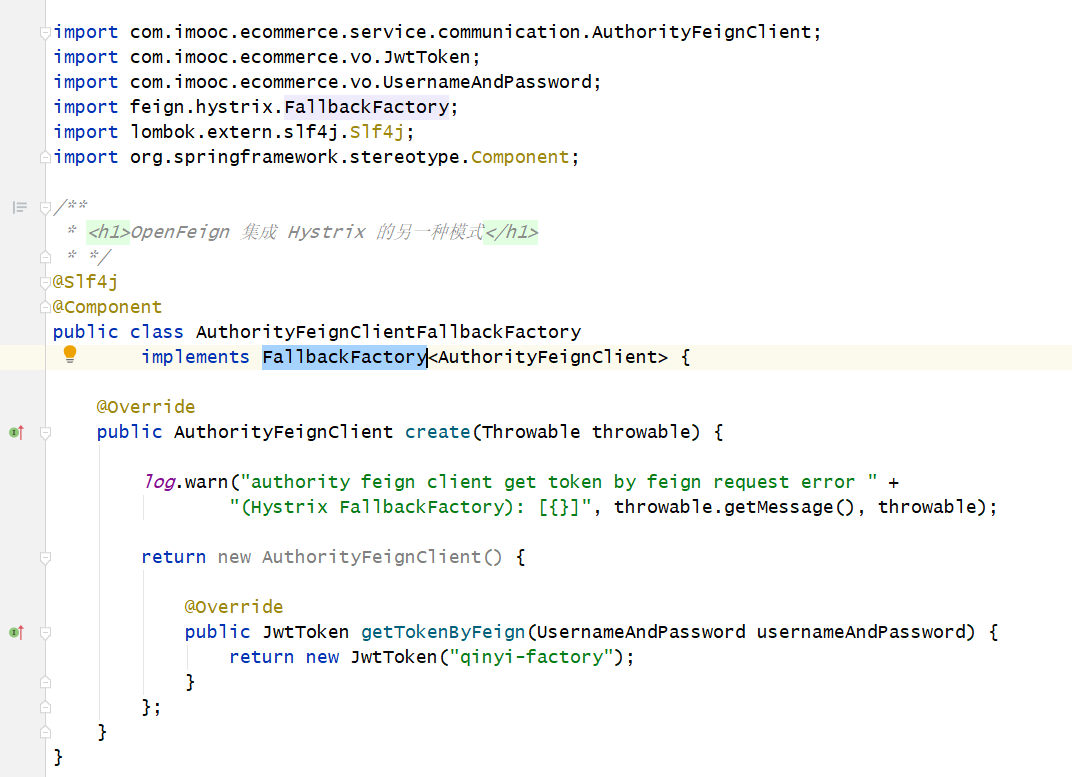 import com.imooc.ecommerce.service.communication.AuthorityFeignClient;
import com.imooc.ecommerce.vo.JwtToken;
import com.imooc.ecommerce.vo.UsernameAndPassword;
import feign.hystrix.FallbackFactory;
import lombok.extern.slf4j.Slf4j;
import org.springframework.stereotype.Component;
/**
 * <h1>OpenFeign 集成 Hystrix 的另一种模式</h1>
 * */
@Slf4j
@Component
public class AuthorityFeignClientFallbackFactory
        implements FallbackFactory<AuthorityFeignClient> {
    @Override
    public AuthorityFeignClient create(Throwable throwable) {
        log.warn("authority feign client get token by feign request error " +
                "(Hystrix FallbackFactory): [{}]", throwable.getMessage(), throwable);
        return new AuthorityFeignClient() {
            @Override
            public JwtToken getTokenByFeign(UsernameAndPassword usernameAndPassword) {
                return new JwtToken("qinyi-factory");
            }
        };
    }
}